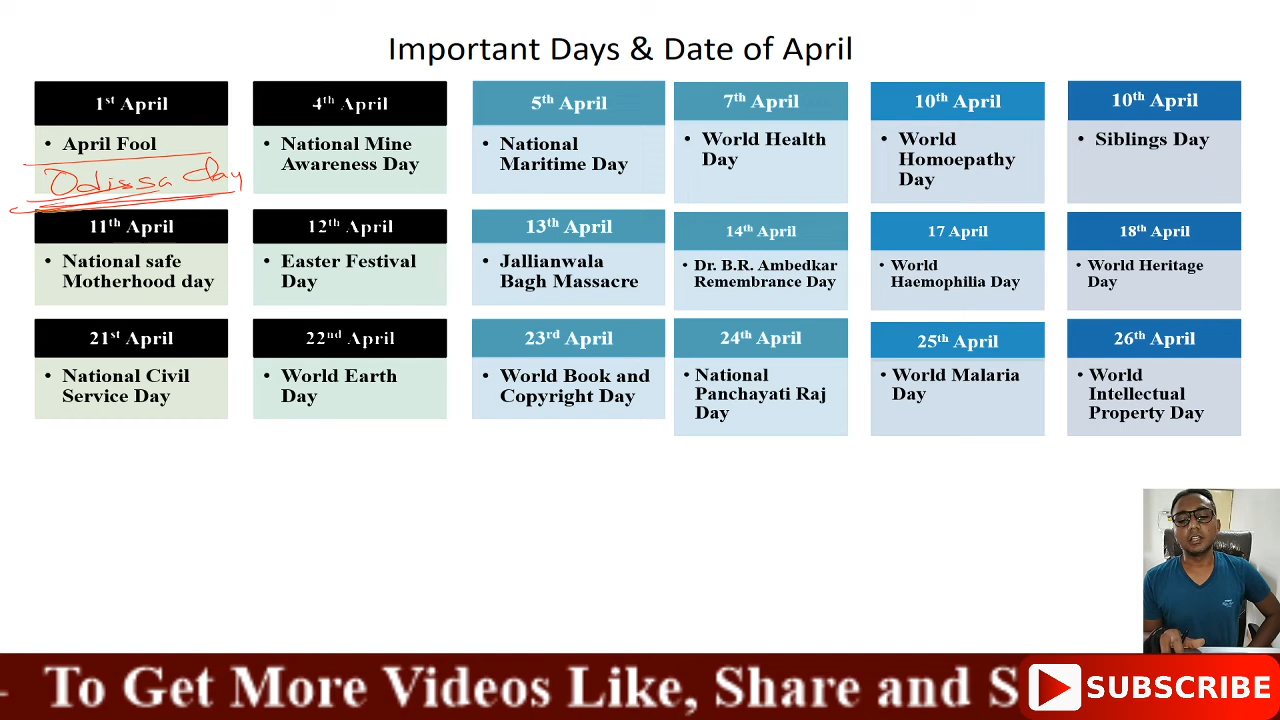 Important Days & Date of April
1st April
• April Fool
Odissa day
4th April
• National Mine
Awareness Day
5th April
• National
Maritime Day
7th April
• World Health
Day
10th April
• World
Homoepathy
Day
10th April
• Siblings Day
11th April
• National safe
Motherhood day
12th April
• Easter Festival
Day
13th April
• Jallianwala
Bagh Massacre
14th April
• Dr. B.R. Ambedkar
Remembrance Day
17 April
• World
Haemophilia Day
18th April
• World Heritage
Day
21st April
• National Civil
Service Day
22nd April
• World Earth
Day
23rd April
• World Book and
Copyright Day
24th April
• National
Panchayati Raj
Day
25th April
• World Malaria
Day
26th April
• World
Intellectual
Property Day
- To Get More Videos Like, Share and S
SUBSCRIBE